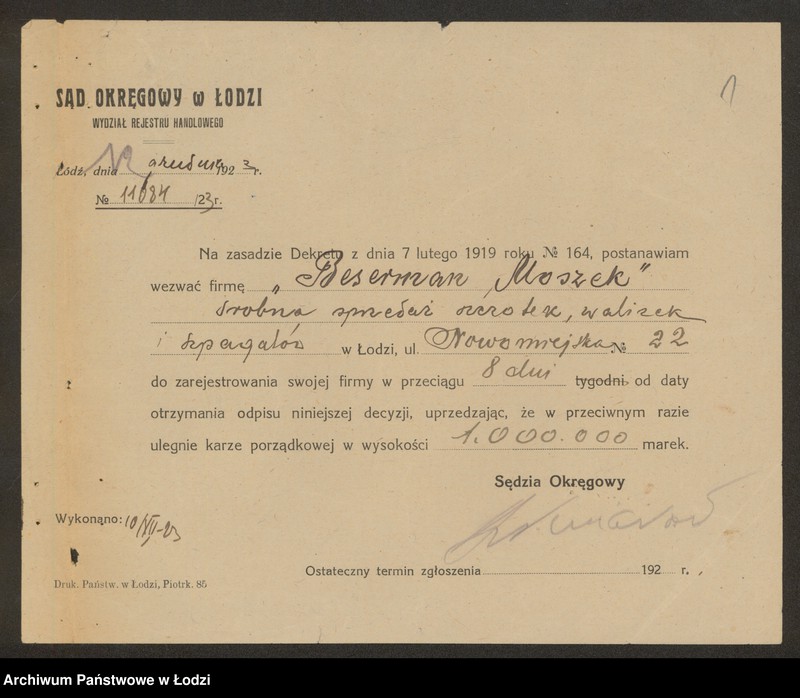 1
SĄD OKRĘGOWY w ŁODZI
WYDZIAŁ REJESTRU HANDLOWEGO
Łódź, dnia grudnia 1923 r.
№ 11084 /23 r.
Na zasadzie Dekretu z dnia 7 lutego 1919 roku № 164, postanawiam
wezwać firmę „Beserman Moszek"
drobna sprzedaż szczotek, walizek
i szpagatów w Łodzi, ul. Nowomiejska № 22
do zarejestrowania swojej firmy w przeciągu 8 dni tygodni od daty
otrzymania odpisu niniejszej decyzji, uprzedzając, że w przeciwnym razie
ulegnie karze porządkowej w wysokości 1.000.000 marek.
Sędzia Okręgowy
Wykonano: 10/XII-23
Ostateczny termin zgłoszenia 192 r.
Druk. Państw. w Łodzi, Piotrk. 85
Archiwum Państwowe w Łodzi